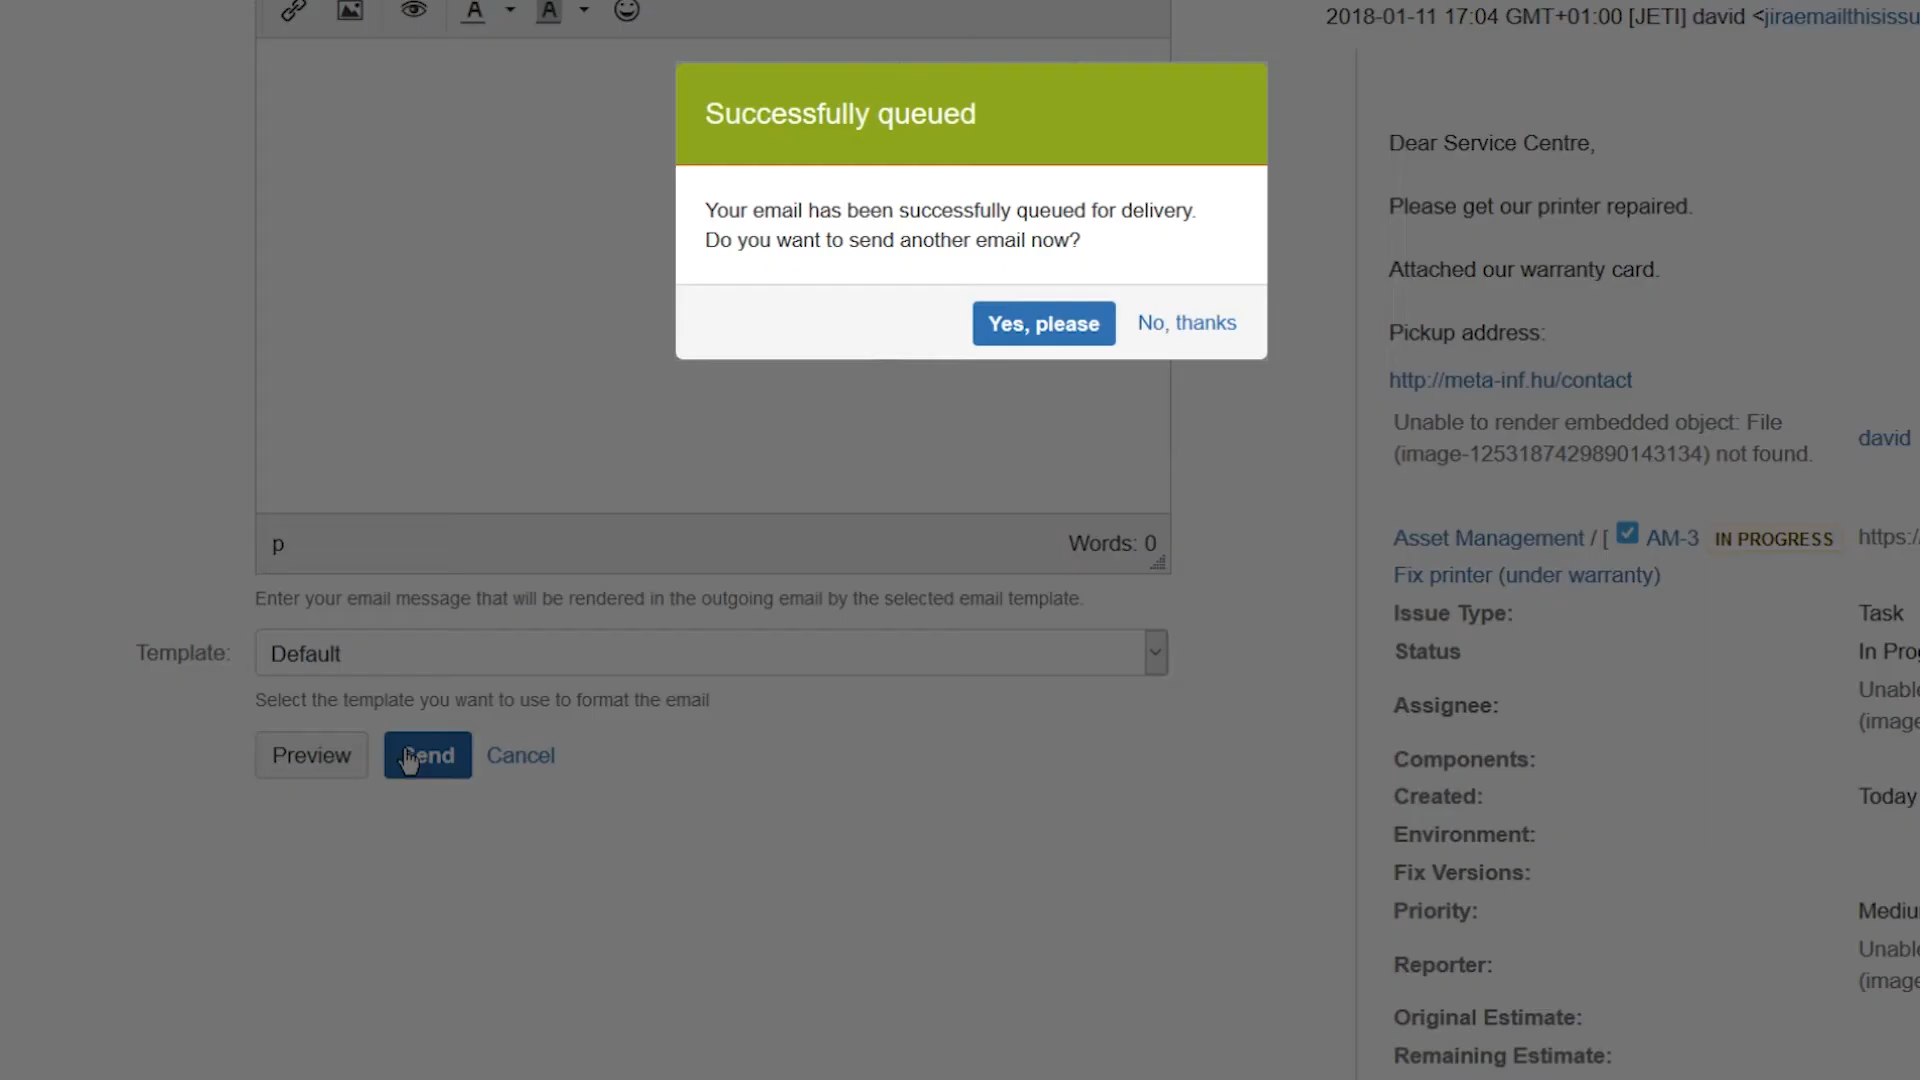 2018-01-11 17:04 GMT+01:00 [JETI] david <jiraemailthisissu
Successfully queued
Your email has been successfully queued for delivery.
Do you want to send another email now?
Yes, please
No, thanks
p
Words: 0
Enter your email message that will be rendered in the outgoing email by the selected email template.
Template:
Default
Select the template you want to use to format the email
Preview
Send
Cancel
Dear Service Centre,
Please get our printer repaired.
Attached our warranty card.
Pickup address:
http://meta-inf.hu/contact
Unable to render embedded object: File
(image-1253187429890143134) not found.
david
Asset Management / [ AM-3 IN PROGRESS
https:/
Fix printer (under warranty)
Issue Type:
Task
Status
In Prog
Unable
(image
Assignee:
Components:
Created:
Today
Environment:
Fix Versions:
Priority:
Mediu
Unable
(image
Reporter:
Original Estimate:
Remaining Estimate: